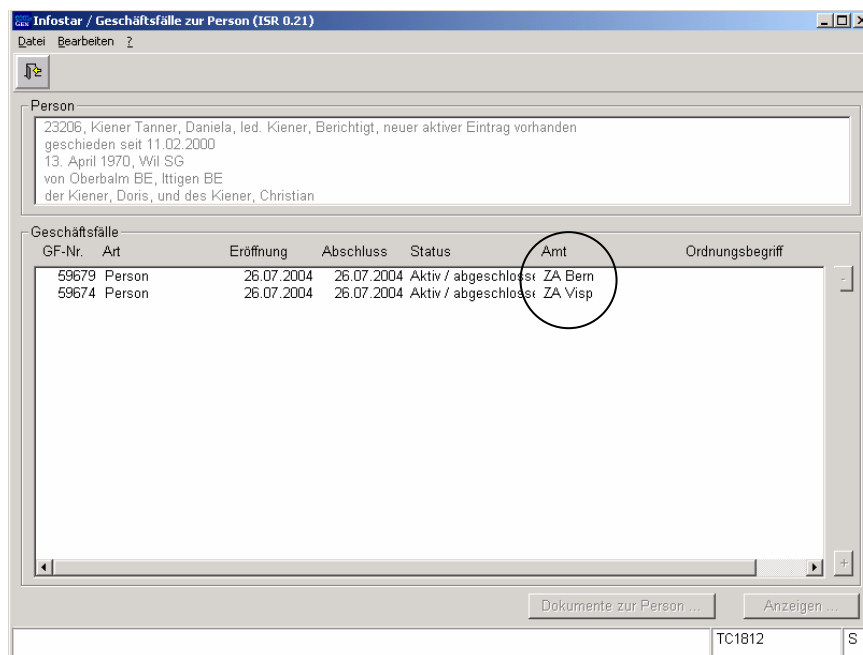 Infostar / Geschäftsfälle zur Person (ISR 0.21)
Datei Bearbeiten ?
Person
23206, Kiener Tanner, Daniela, led. Kiener, Berichtigt, neuer aktiver Eintrag vorhanden
geschieden seit 11.02.2000
13. April 1970, Wil SG
von Oberbalm BE, Ittigen BE
der Kiener, Doris, und des Kiener, Christian
Geschäftsfälle
GF-Nr. Art Eröffnung Abschluss Status Amt Ordnungsbegriff
59679 Person 26.07.2004 26.07.2004 Aktiv / abgeschlosse ZA Bern
59674 Person 26.07.2004 26.07.2004 Aktiv / abgeschlosse ZA Visp
-
+
Dokumente zur Person ... Anzeigen ...
TC1812 S